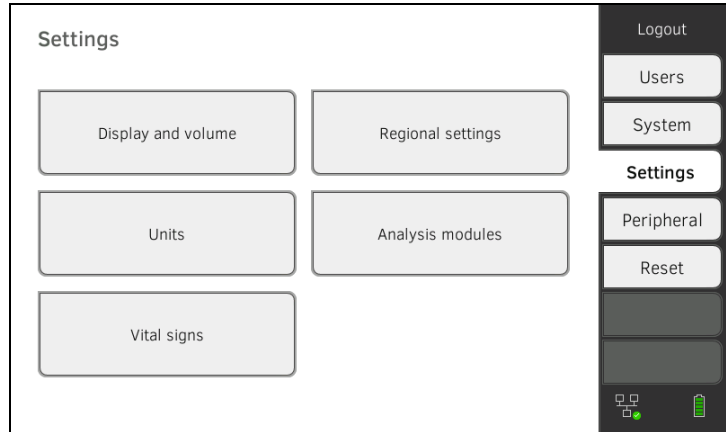 Settings
Display and volume
Regional settings
Units
Analysis modules
Vital signs
Logout
Users
System
Settings
Peripheral
Reset